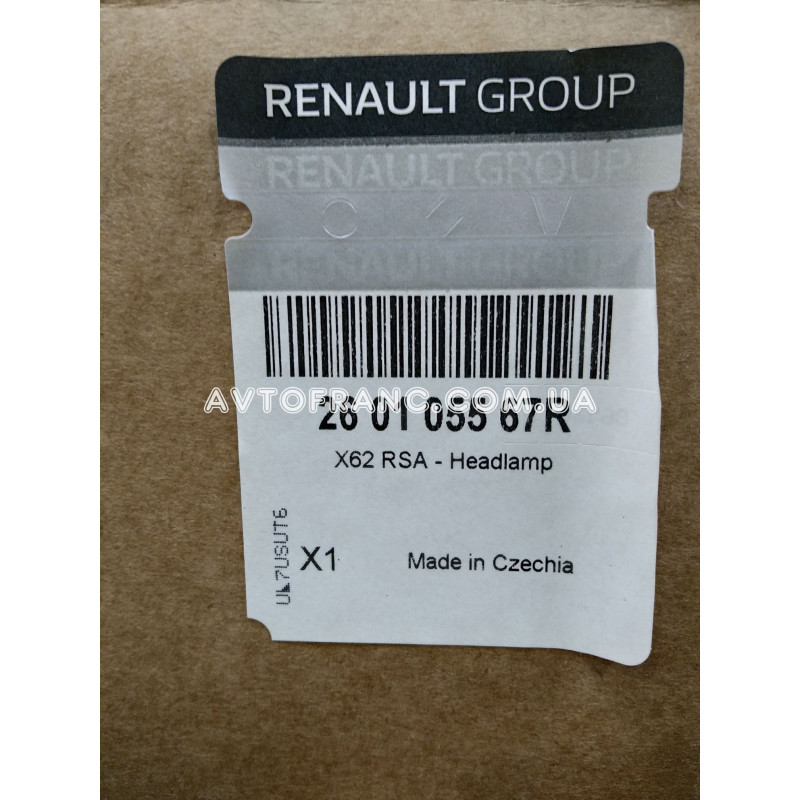 RENAULT GROUP
RENAULT GROUP
RENAULT GROUP
AVTOFRANC.COM.UA
26 01 055 67R
X62 RSA - Headlamp
X1
Made in Czechia